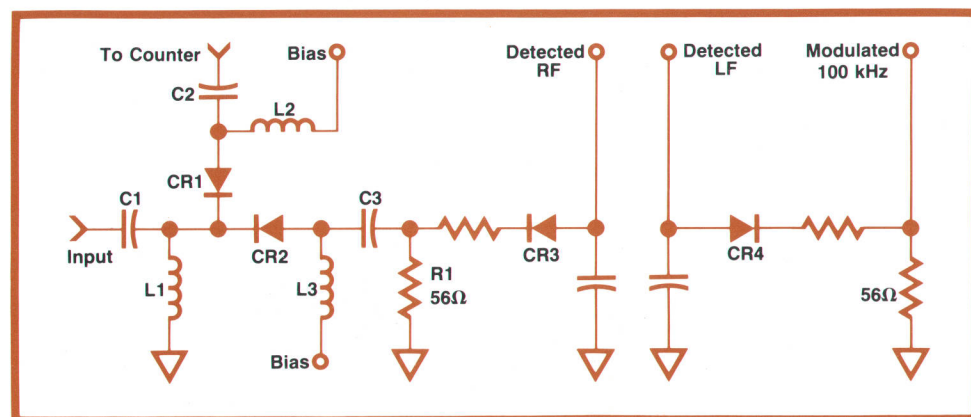 To Counter
Bias
Detected
RF
Detected
LF
Modulated
100 kHz
C2
L2
CR1
C1
C3
Input
CR2
CR3
CR4
L1
L3
R1
56Ω
56Ω
Bias